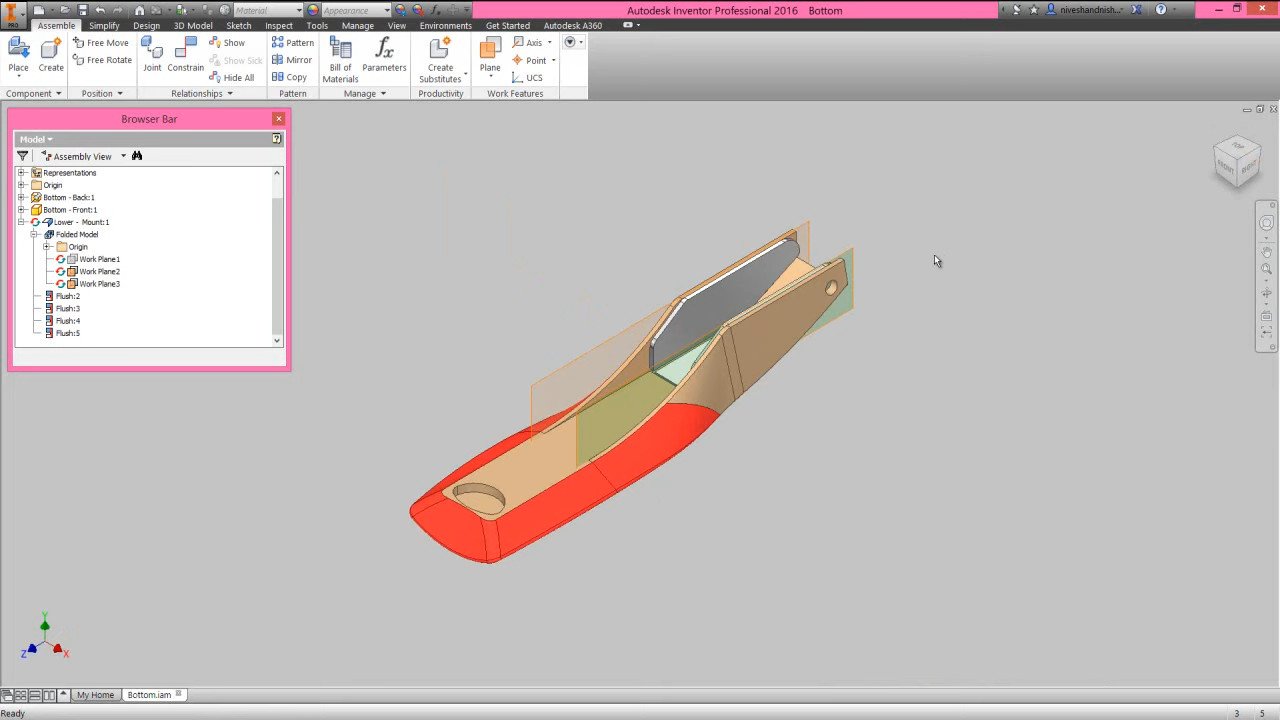 Autodesk Inventor Professional 2016 Bottom
niveshandnish...
PRO
Material
Appearance
Assemble Simplify Design 3D Model Sketch Inspect Tools Manage View Environments Get Started Autodesk A360
Place
Create
Free Move
Free Rotate
Joint
Constrain
Show
Show Sick
Hide All
Pattern
Mirror
Copy
Bill of
Materials
Parameters
Create
Substitutes
Plane
Axis
Point
UCS
Component Position Relationships Pattern Manage Productivity Work Features
Browser Bar
Model
Assembly View
Representations
Origin
Bottom - Back:1
Bottom - Front:1
Lower - Mount:1
Folded Model
Origin
Work Plane1
Work Plane2
Work Plane3
Flush:2
Flush:3
Flush:4
Flush:5
TOP
FRONT
RIGHT
Y
Z
X
My Home Bottom.iam
Ready 3 5